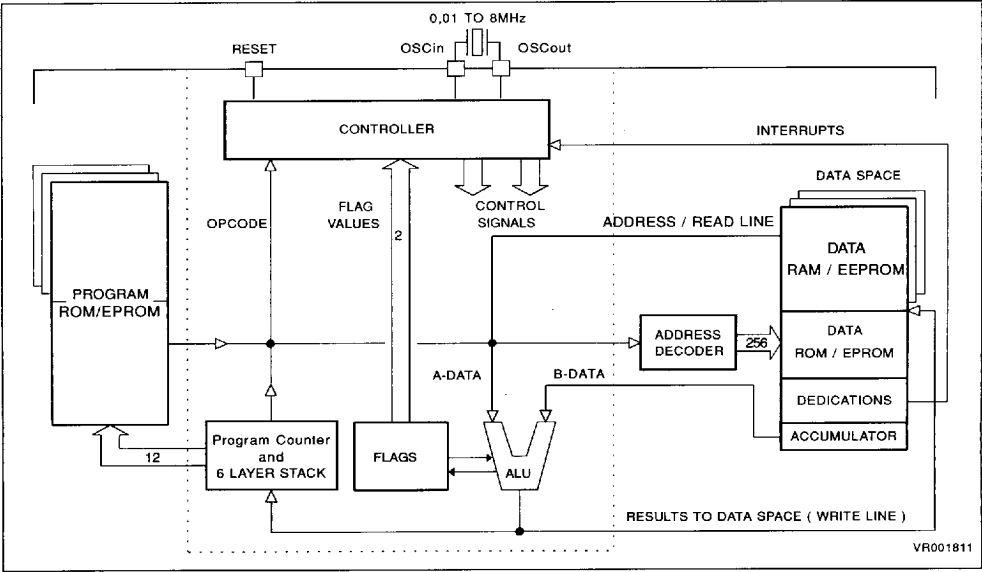 0,01 TO 8MHz
RESET
OSCin
OSCout
CONTROLLER
INTERRUPTS
DATA SPACE
OPCODE
FLAG
VALUES
2
CONTROL
SIGNALS
ADDRESS / READ LINE
DATA
RAM / EEPROM
PROGRAM
ROM/EPROM
ADDRESS
DECODER
256
DATA
ROM / EPROM
A-DATA
B-DATA
DEDICATIONS
ACCUMULATOR
12
Program Counter
and
6 LAYER STACK
FLAGS
ALU
RESULTS TO DATA SPACE ( WRITE LINE )
VR001811